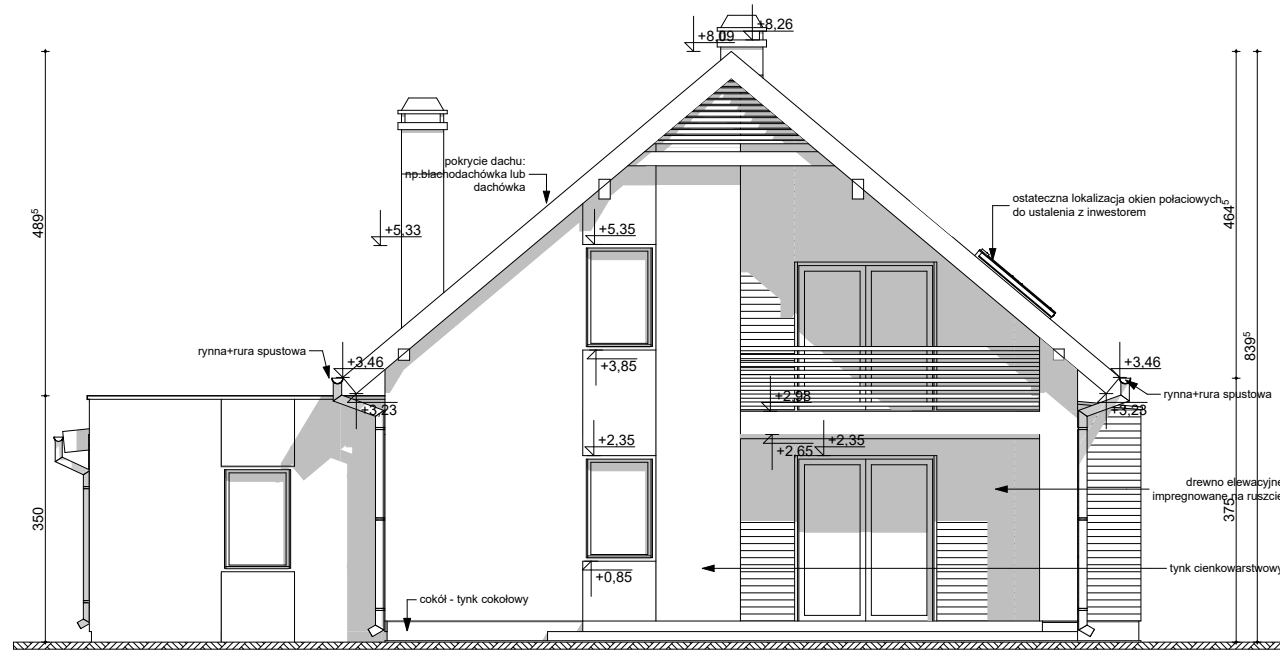 +8,26
+8,09
pokrycie dachu:
np.blachodachówka lub
dachówka
ostateczna lokalizacja okien połaciowych
do ustalenia z inwestorem
489⁵
464⁵
+5,33
+5,35
839⁵
rynna+rura spustowa
+3,46
+3,85
+3,46
+2,98
rynna+rura spustowa
+3,23
+3,23
+2,35
+2,65
+2,35
drewno elewacyjne
impregnowane na ruszcie
350
375
+0,85
tynk cienkowarstwowy
cokół - tynk cokołowy